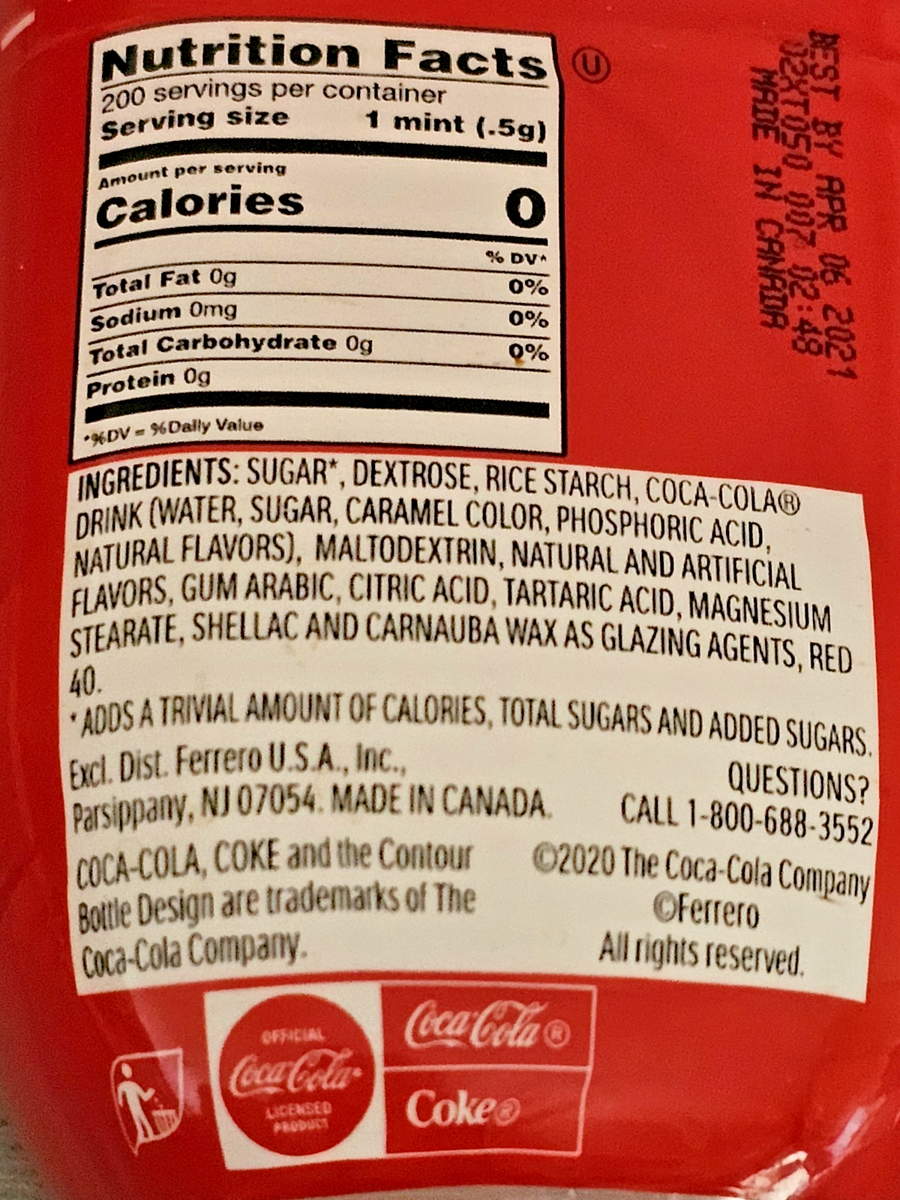 Nutrition Facts
Ⓤ
200 servings per container
Serving size 1 mint (.5g)
Amount per serving
Calories 0
% DV*
Total Fat 0g 0%
Sodium 0mg 0%
Total Carbohydrate 0g 0%
Protein 0g
*%DV = %Daily Value
BEST BY APR 06 2021
02XT050 007 02:48
MADE IN CANADA
INGREDIENTS: SUGAR*, DEXTROSE, RICE STARCH, COCA-COLA®
DRINK (WATER, SUGAR, CARAMEL COLOR, PHOSPHORIC ACID,
NATURAL FLAVORS), MALTODEXTRIN, NATURAL AND ARTIFICIAL
FLAVORS, GUM ARABIC, CITRIC ACID, TARTARIC ACID, MAGNESIUM
STEARATE, SHELLAC AND CARNAUBA WAX AS GLAZING AGENTS, RED
40.
*ADDS A TRIVIAL AMOUNT OF CALORIES, TOTAL SUGARS AND ADDED SUGARS.
Excl. Dist. Ferrero U.S.A., Inc.,
Parsippany, NJ 07054. MADE IN CANADA.
QUESTIONS?
CALL 1-800-688-3552
COCA-COLA, COKE and the Contour
Bottle Design are trademarks of The
Coca-Cola Company.
©2020 The Coca-Cola Company
©Ferrero
All rights reserved.
OFFICIAL
Coca-Cola
LICENSED
PRODUCT
Coca-Cola®
Coke®